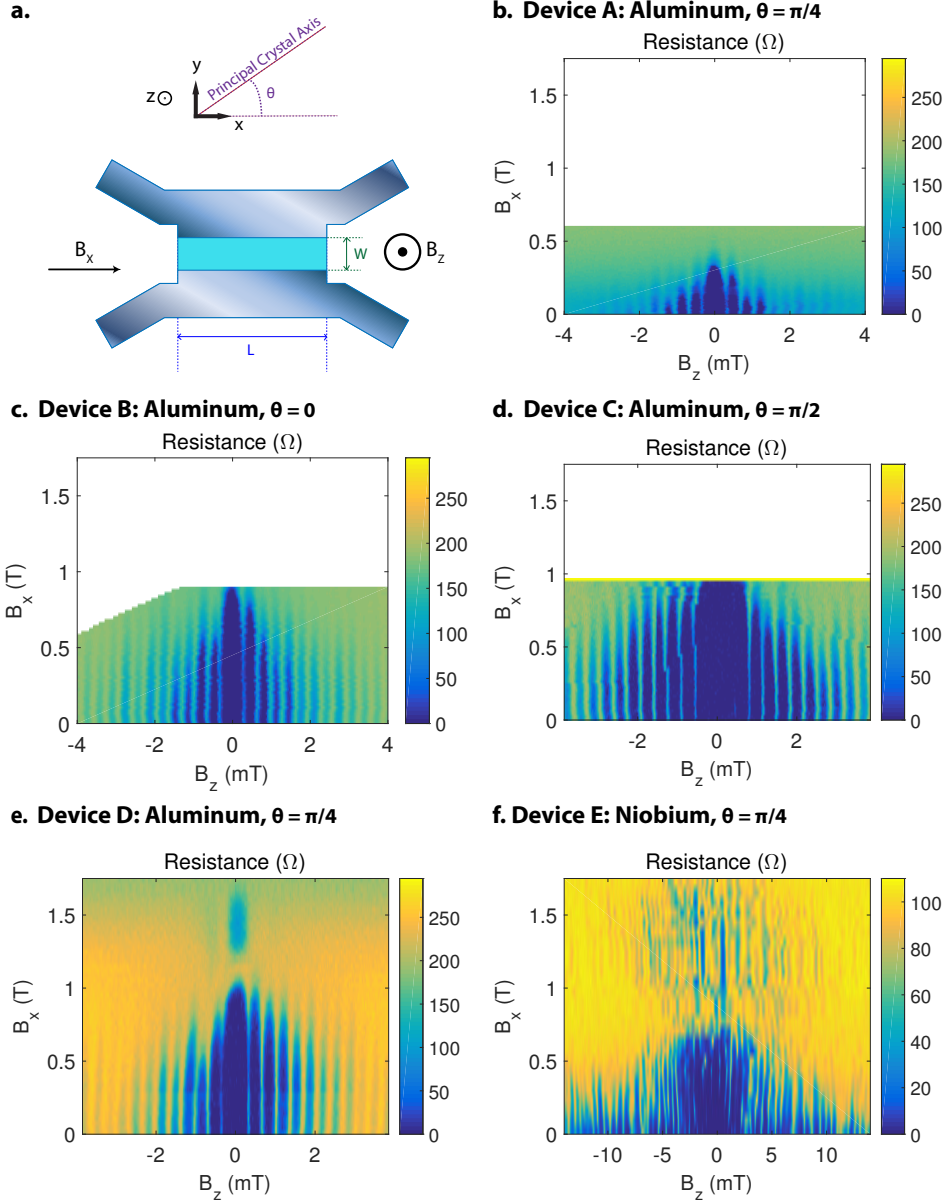 a.
Principal Crystal Axis
y
z
θ
x
B_x
W
B_z
L
b. Device A: Aluminum, θ = π/4
Resistance (Ω)
1.5
1
0.5
0
B_x (T)
-4 -2 0 2 4
B_z (mT)
250
200
150
100
50
0
c. Device B: Aluminum, θ = 0
Resistance (Ω)
1.5
1
0.5
0
B_x (T)
-4 -2 0 2 4
B_z (mT)
250
200
150
100
50
0
d. Device C: Aluminum, θ = π/2
Resistance (Ω)
1.5
1
0.5
0
B_x (T)
-2 0 2
B_z (mT)
250
200
150
100
50
0
e. Device D: Aluminum, θ = π/4
Resistance (Ω)
1.5
1
0.5
0
B_x (T)
-2 0 2
B_z (mT)
250
200
150
100
50
0
f. Device E: Niobium, θ = π/4
Resistance (Ω)
1.5
1
0.5
0
B_x (T)
-10 -5 0 5 10
B_z (mT)
100
80
60
40
20
0